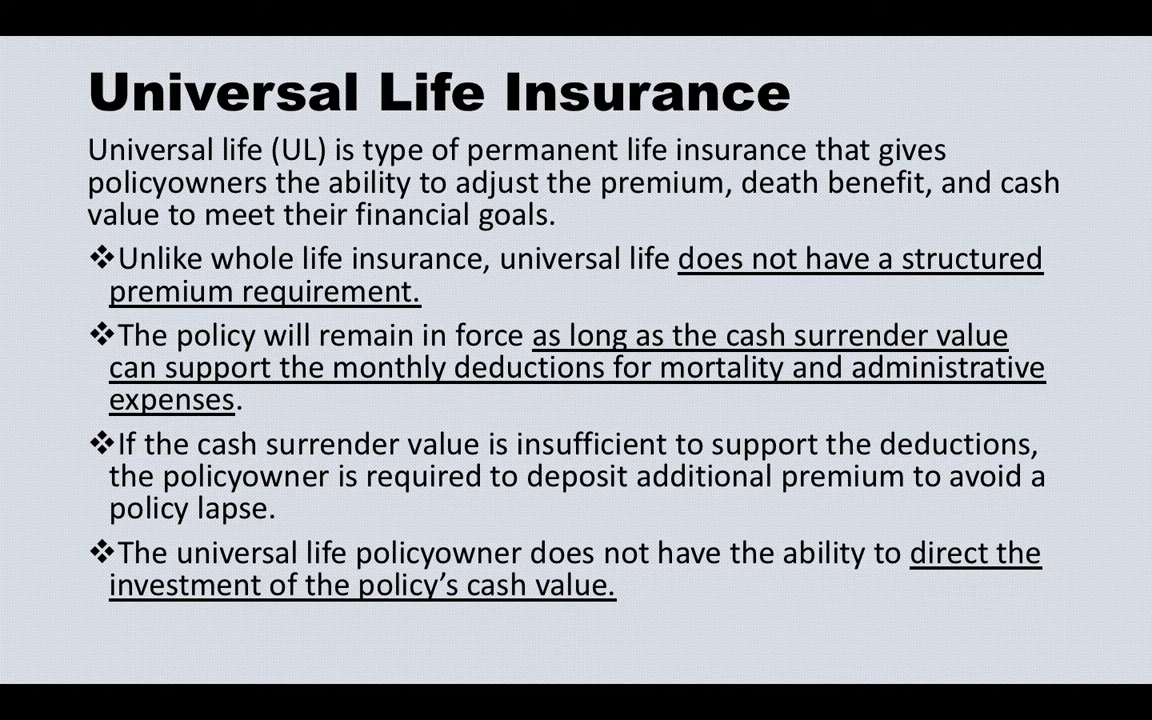 Universal Life Insurance
Universal life (UL) is type of permanent life insurance that gives
policyowners the ability to adjust the premium, death benefit, and cash
value to meet their financial goals.
❖Unlike whole life insurance, universal life does not have a structured
premium requirement.
❖The policy will remain in force as long as the cash surrender value
can support the monthly deductions for mortality and administrative
expenses.
❖If the cash surrender value is insufficient to support the deductions,
the policyowner is required to deposit additional premium to avoid a
policy lapse.
❖The universal life policyowner does not have the ability to direct the
investment of the policy’s cash value.